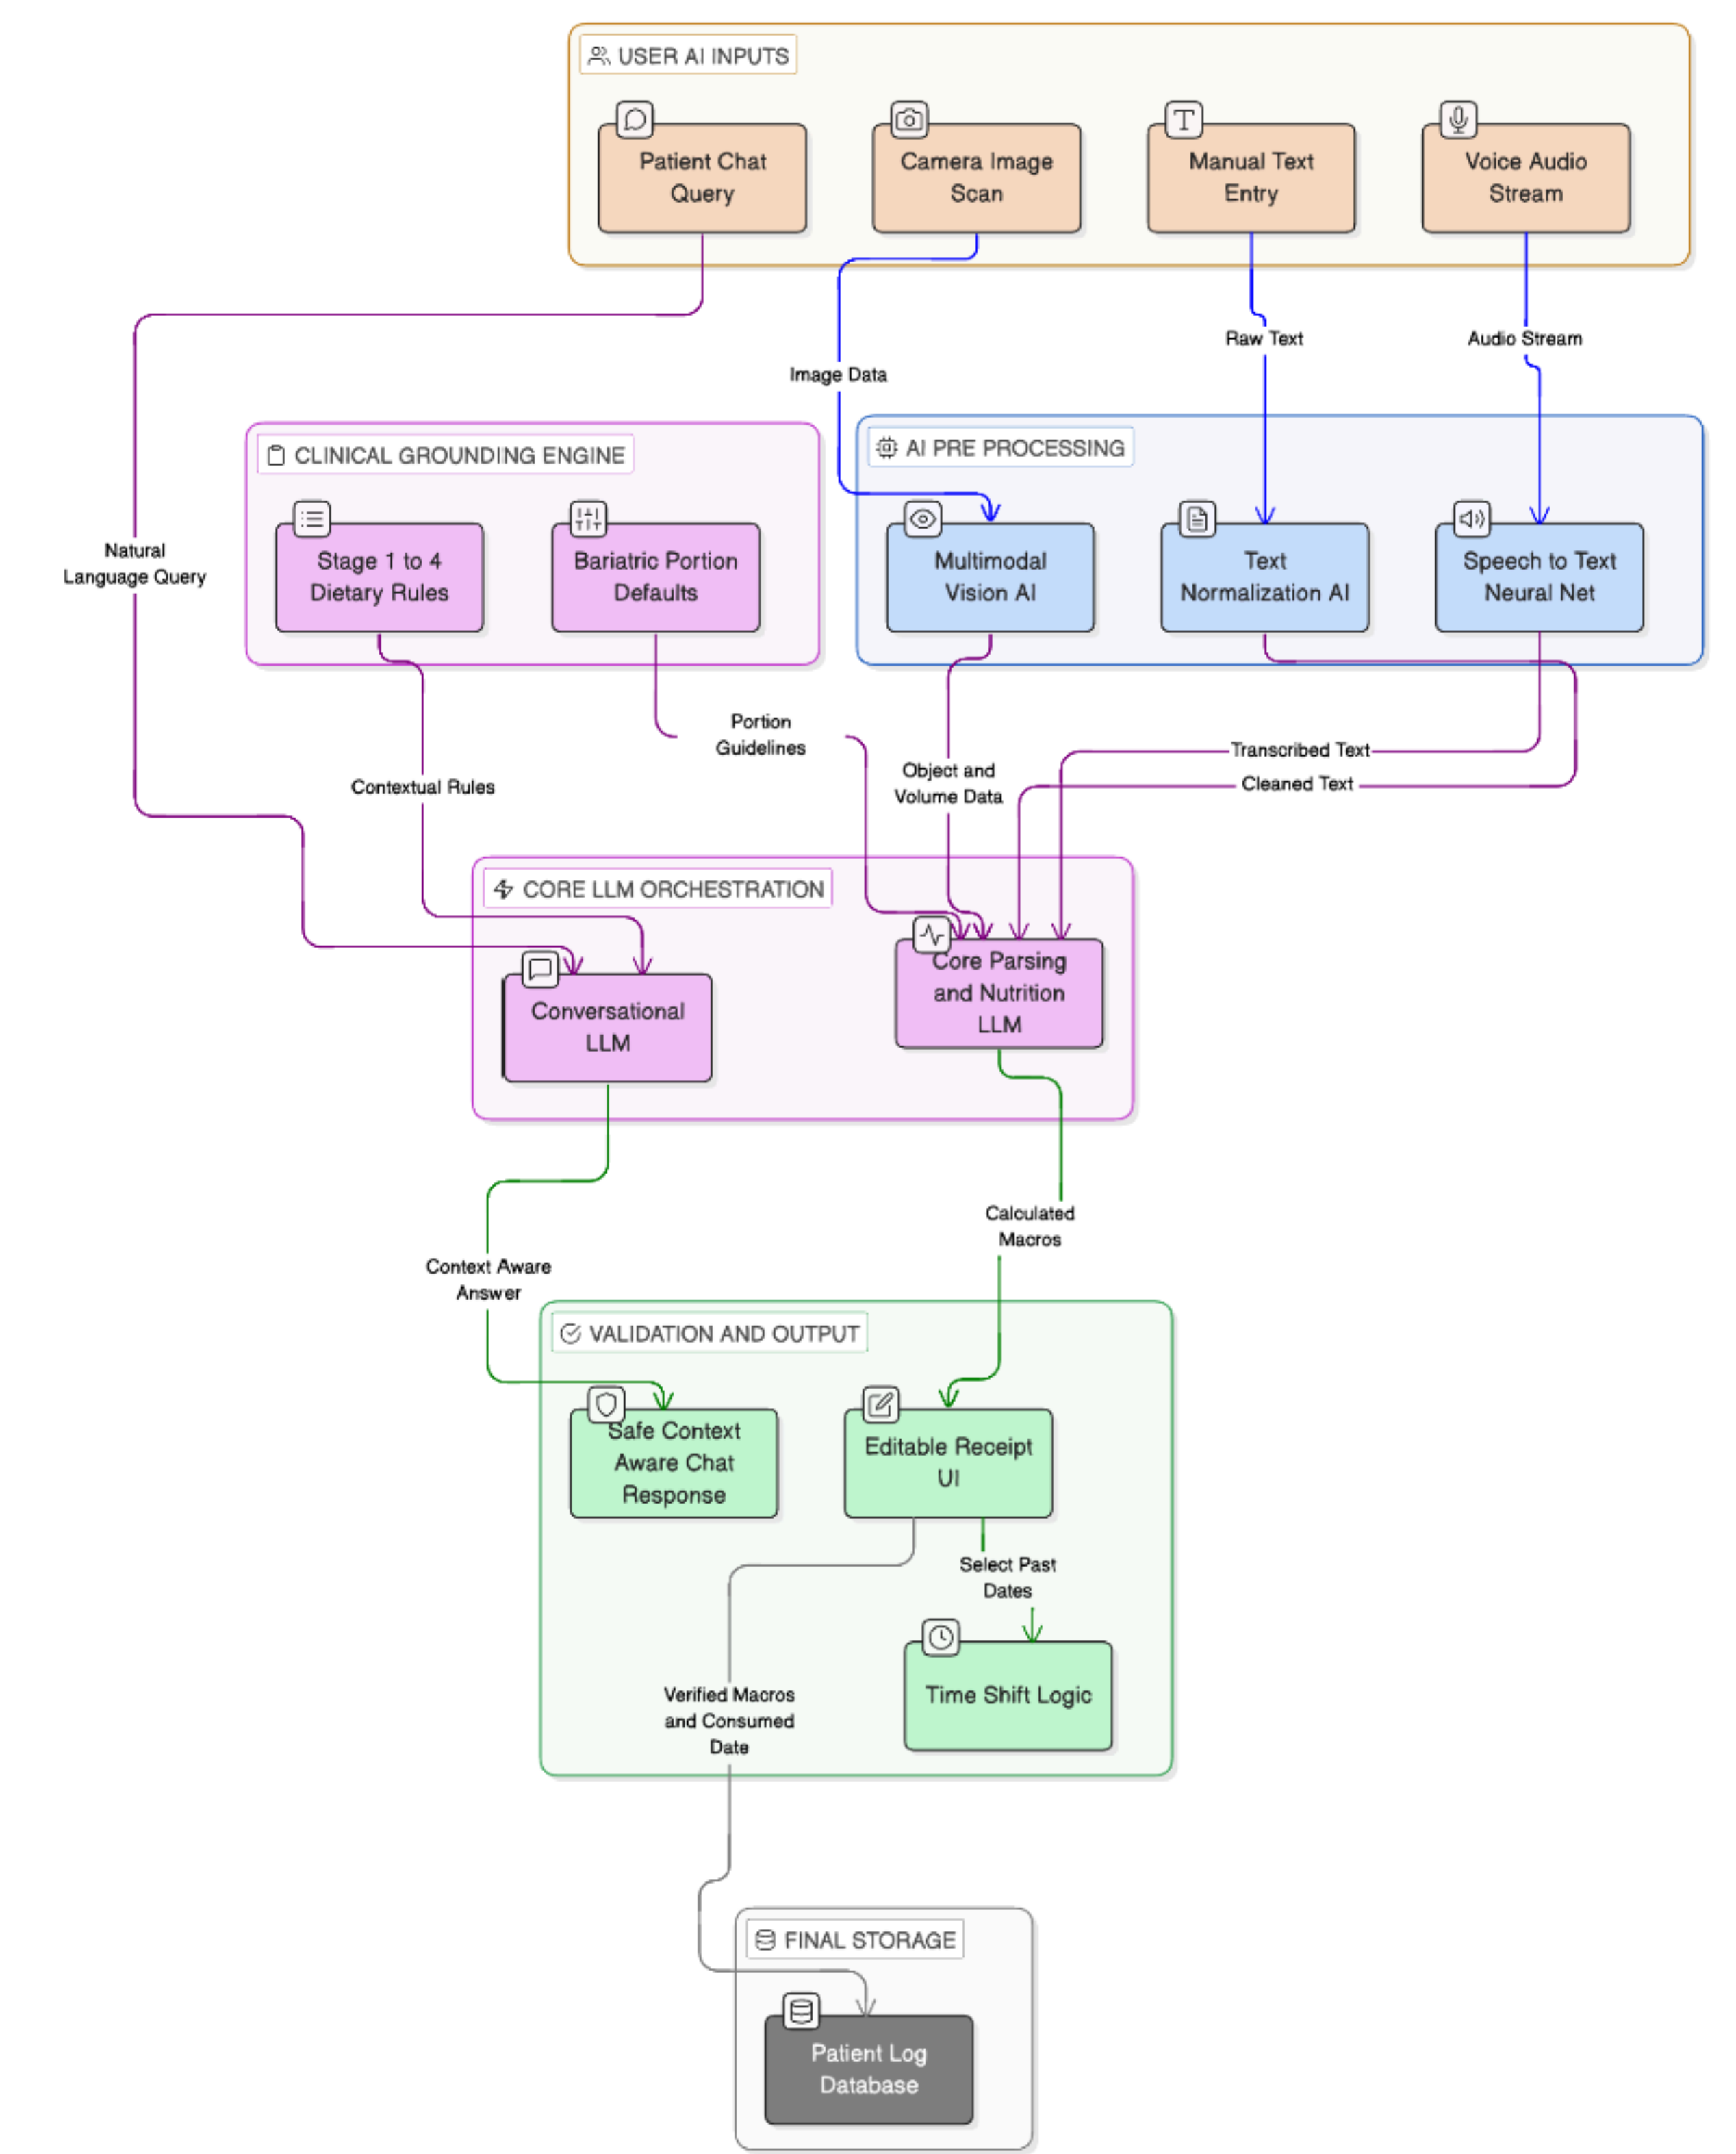 USER AI INPUTS
Patient Chat
Query
Camera Image
Scan
Manual Text
Entry
Voice Audio
Stream
Raw Text
Audio Stream
Image Data
CLINICAL GROUNDING ENGINE
AI PRE PROCESSING
Natural
Language Query
Stage 1 to 4
Dietary Rules
Bariatric Portion
Defaults
Multimodal
Vision AI
Text
Normalization AI
Speech to Text
Neural Net
Portion
Guidelines
Contextual Rules
Object and
Volume Data
Transcribed Text
Cleaned Text
CORE LLM ORCHESTRATION
Conversational
LLM
Core Parsing
and Nutrition
LLM
Calculated
Macros
Context Aware
Answer
VALIDATION AND OUTPUT
Safe Context
Aware Chat
Response
Editable Receipt
UI
Select Past
Dates
Time Shift Logic
Verified Macros
and Consumed
Date
FINAL STORAGE
Patient Log
Database